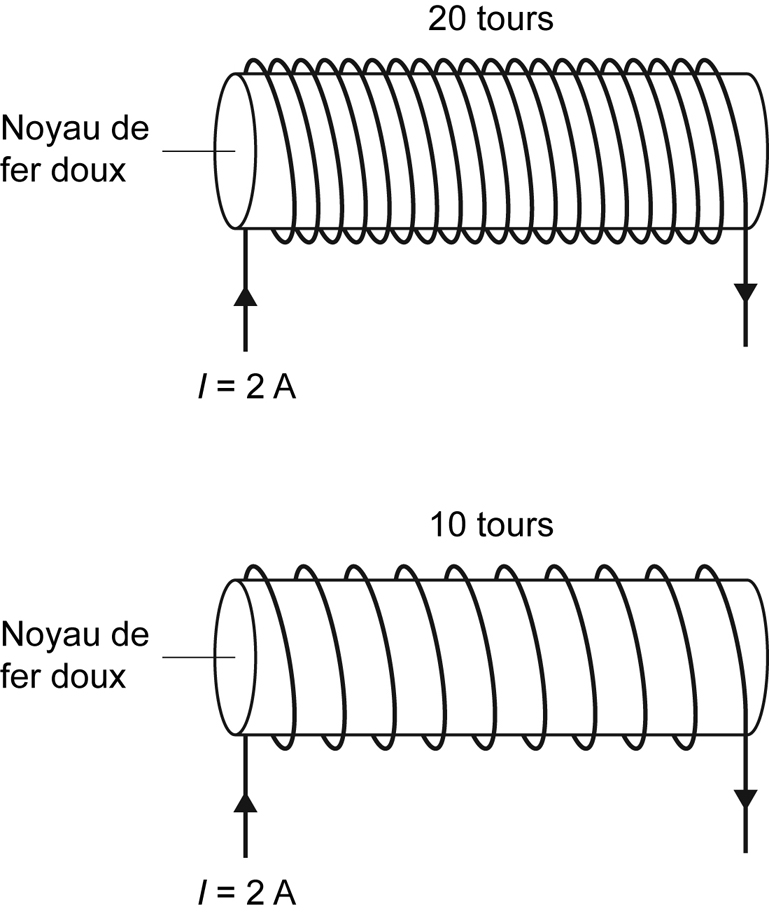 20 tours
Noyau de
fer doux
I = 2 A
10 tours
Noyau de
fer doux
I = 2 A